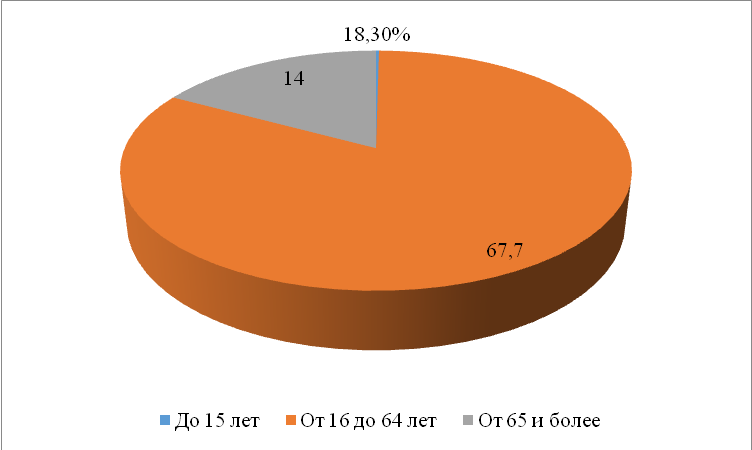 18,30%
14
67,7
До 15 лет От 16 до 64 лет От 65 и более